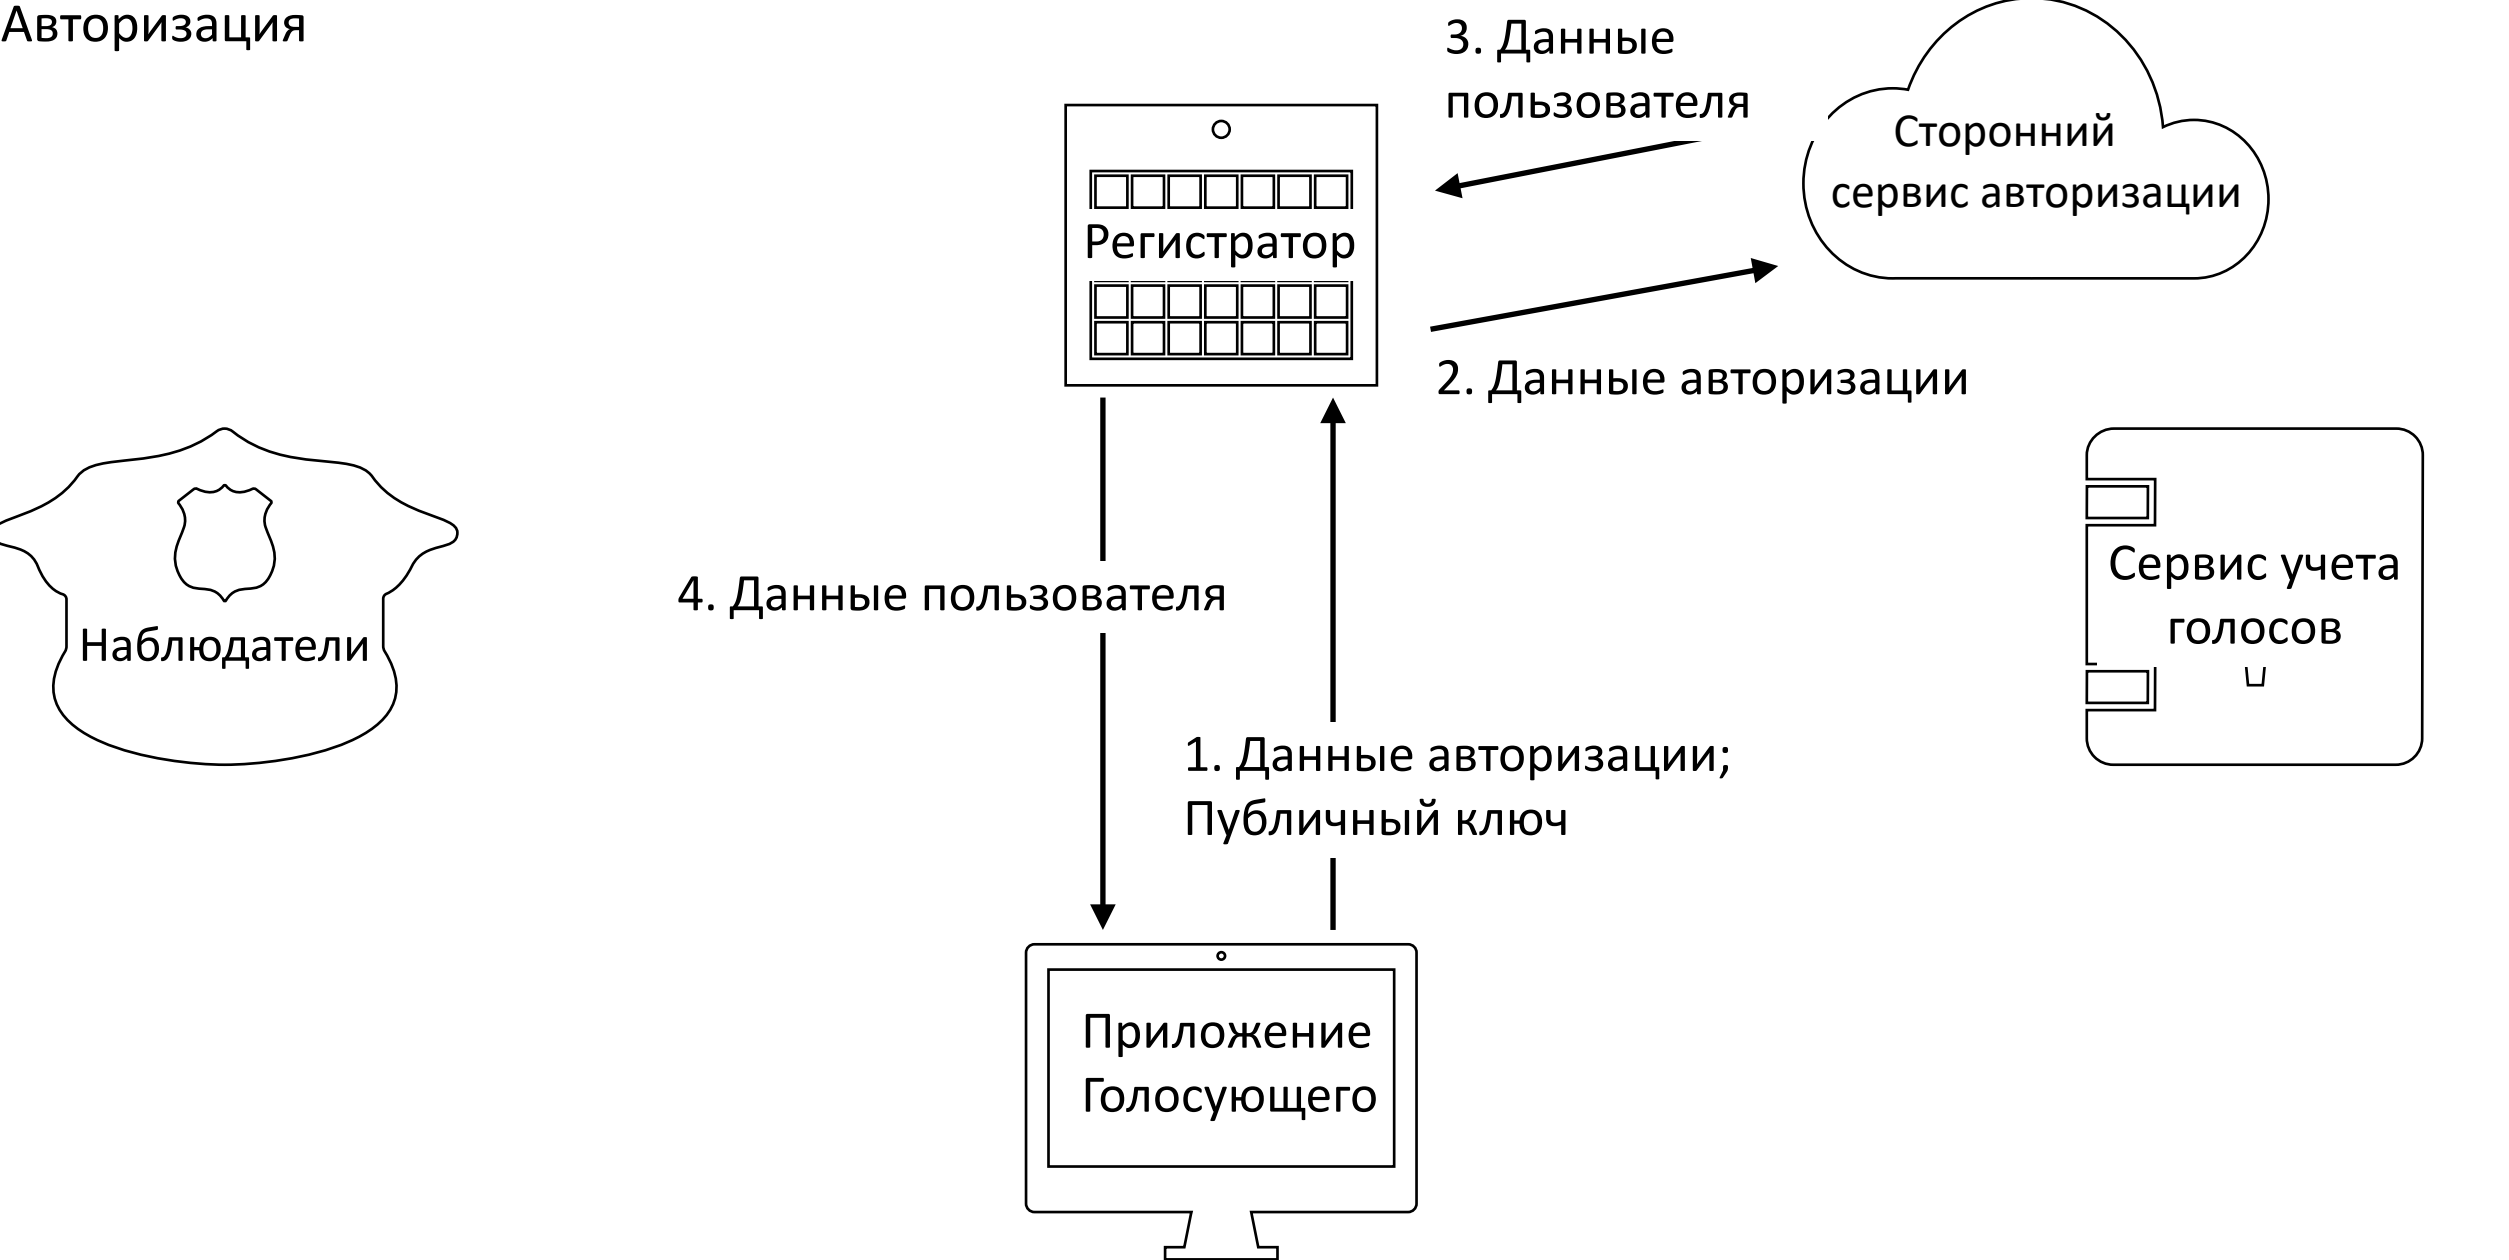 Авторизация
3. Данные
пользователя
Сторонний
сервис авторизации
Регистратор
2. Данные авторизации
Сервис учета
голосов
4. Данные пользователя
Наблюдатели
1. Данные авторизации;
Публичный ключ
Приложение
Голосующего